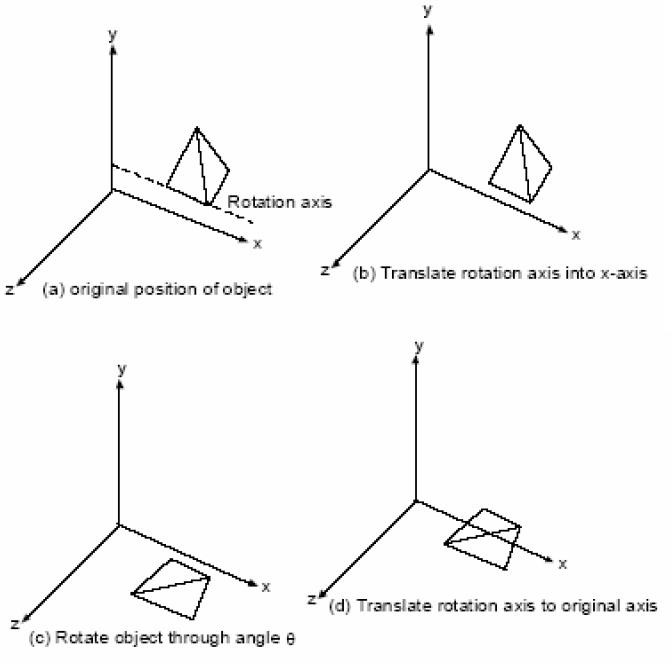 y
Rotation axis
x
z
(a) original position of object
y
x
z
(b) Translate rotation axis into x-axis
y
x
z
(c) Rotate object through angle θ
y
x
z
(d) Translate rotation axis to original axis